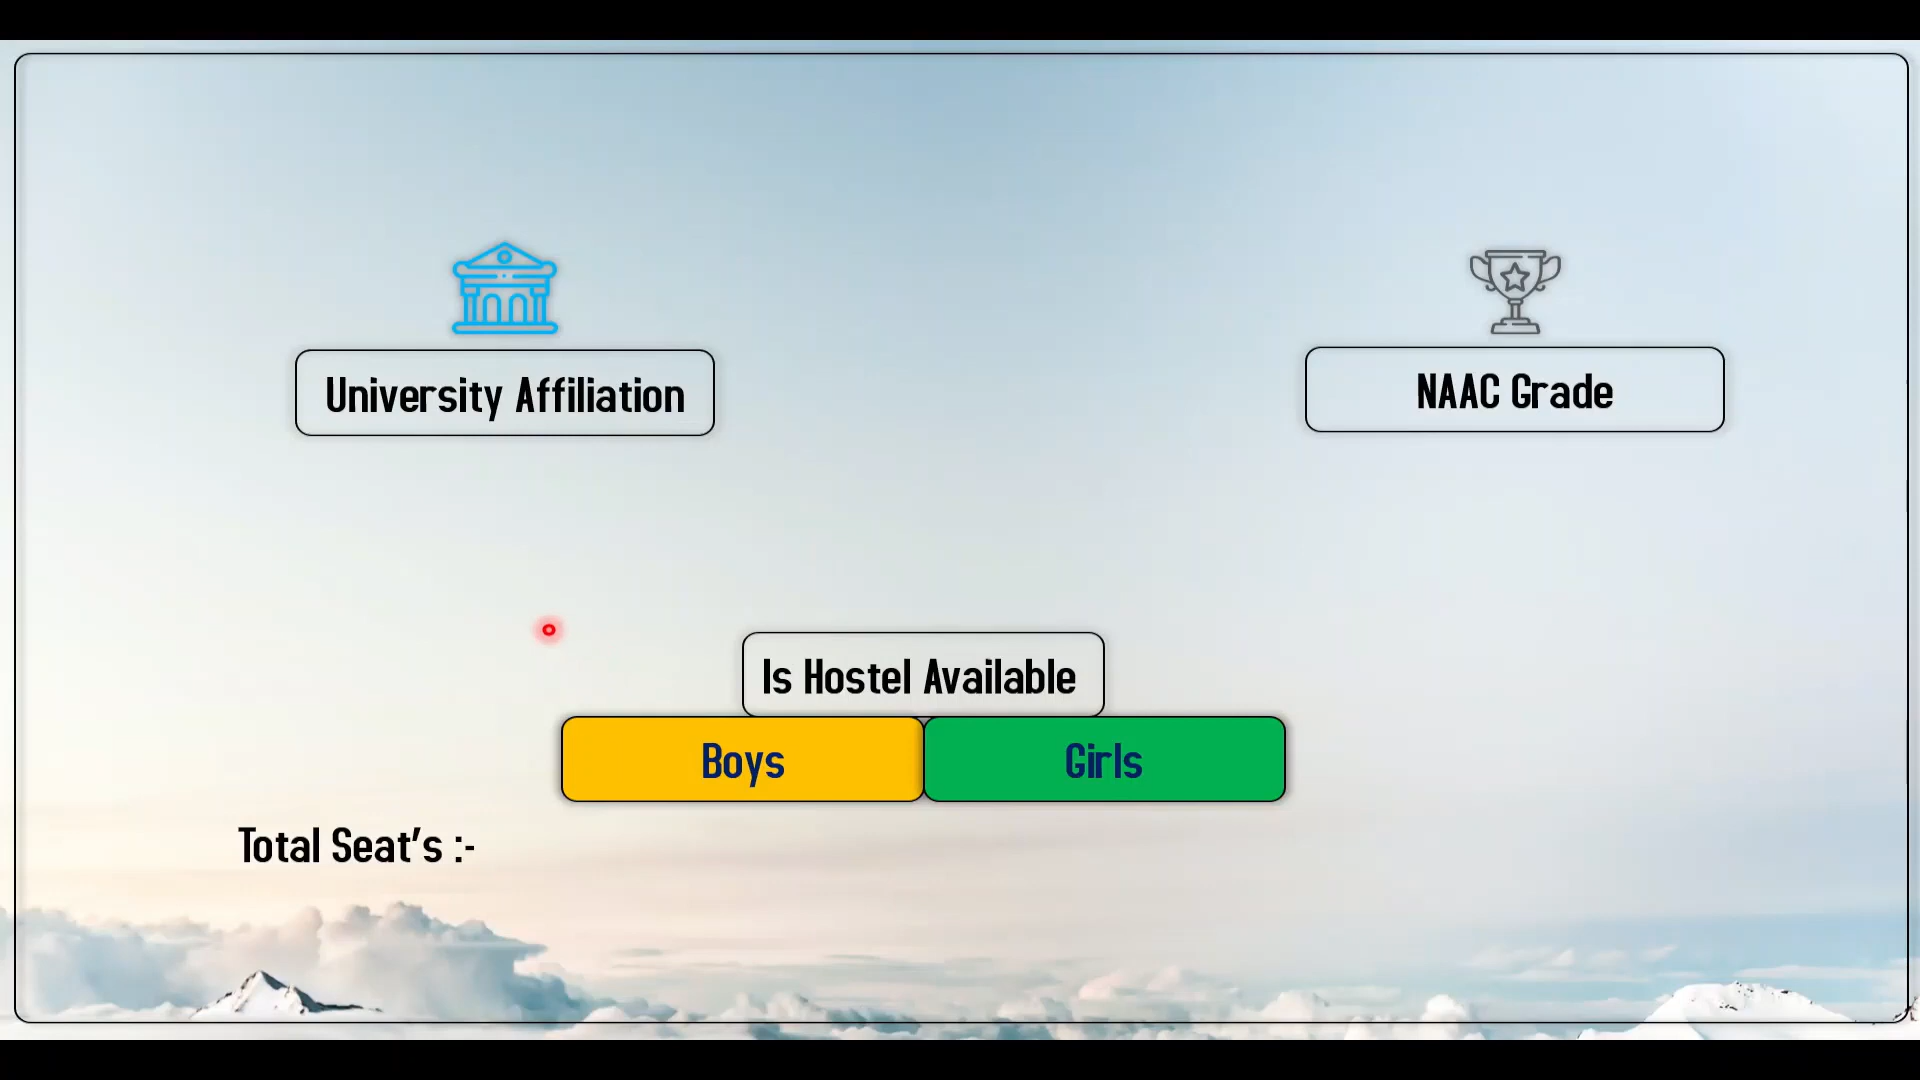 University Affiliation
NAAC Grade
Is Hostel Available
Boys
Girls
Total Seat's :-